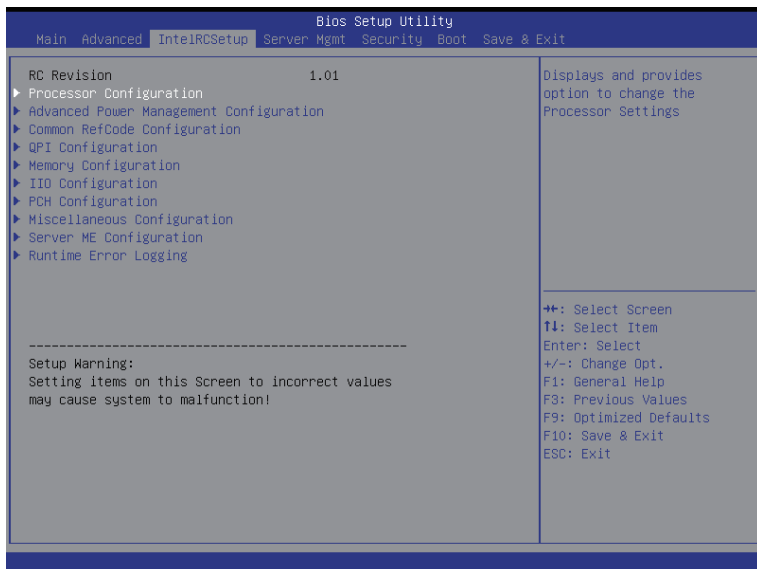 Bios Setup Utility
Main Advanced IntelRCSetup Server Mgmt Security Boot Save & Exit
RC Revision 1.01
Processor Configuration
Advanced Power Management Configuration
Common RefCode Configuration
QPI Configuration
Memory Configuration
IIO Configuration
PCH Configuration
Miscellaneous Configuration
Server ME Configuration
Runtime Error Logging
------------------------------------------------
Setup Warning:
Setting items on this Screen to incorrect values
may cause system to malfunction!
Displays and provides
option to change the
Processor Settings
→←: Select Screen
↑↓: Select Item
Enter: Select
+/-: Change Opt.
F1: General Help
F3: Previous Values
F9: Optimized Defaults
F10: Save & Exit
ESC: Exit